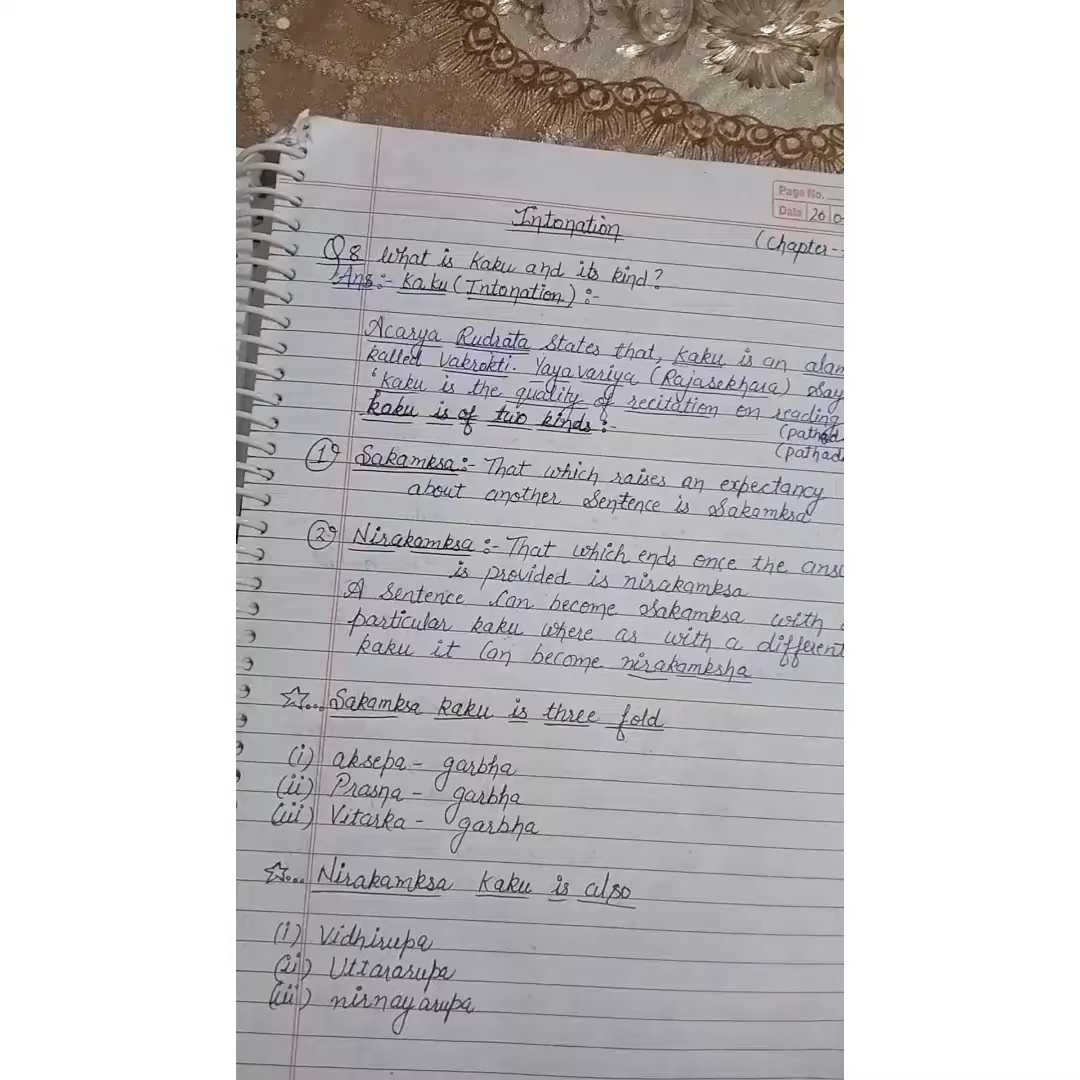 Page No.
Date 20
Intonation
(Chapter-
Q8 What is Kaku and its kind?
Ans:- Kaku (Intonation) :-
Acarya Rudrata States that, Kaku is an alam
called Vakrokti. Yayavariya (Rajasekhara) Say
'Kaku is the quality of recitation on reading
(pathad
kaku is of two kinds :-
(pathad
1 Sakamksa:- That which raises an expectancy
about another Sentence is Sakamksa
2 Nirakamksa :- That which ends once the ans
is provided is nirakamksa
A Sentence Can become Sakamksa with
particular kaku where as with a different
kaku it Can become nirakamksha
☆... Sakamksa kaku is three fold
(i) aksepa - garbha
(ii) Prasna - garbha
(iii) Vitarka - garbha
☆... Nirakamksa Kaku is also
(i) Vidhirupa
(ii) Uttararupa
(iii) nirnayarupa